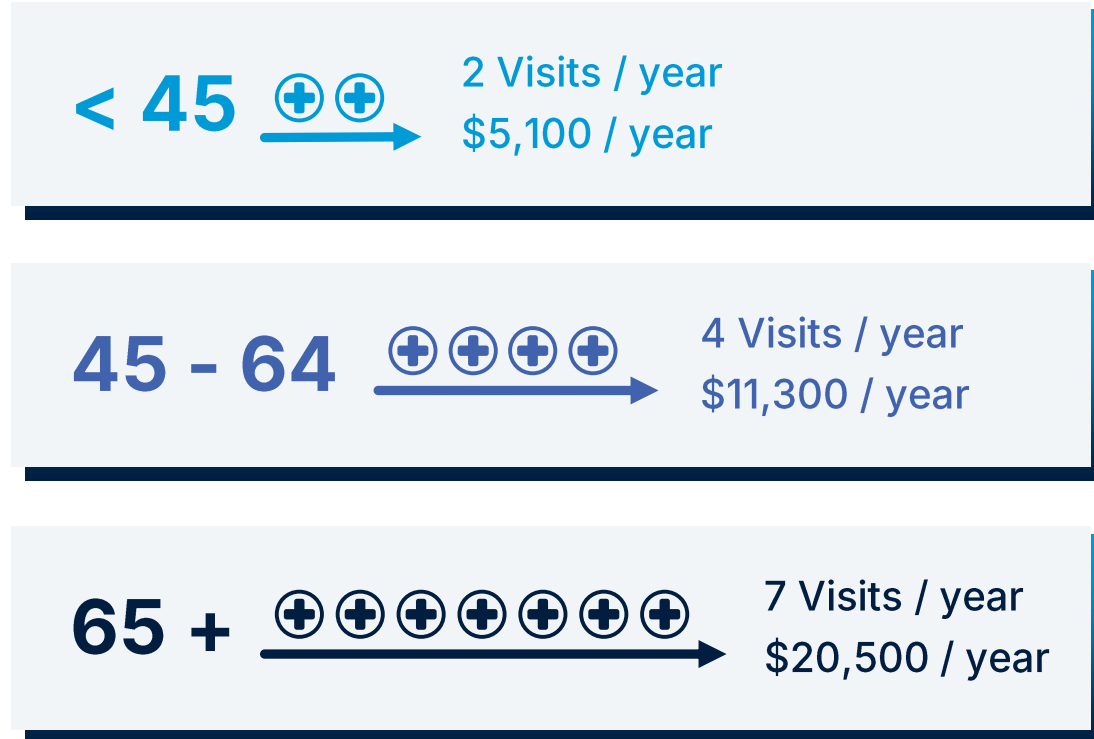 < 45
2 Visits / year
$5,100 / year
45 - 64
4 Visits / year
$11,300 / year
65 +
7 Visits / year
$20,500 / year